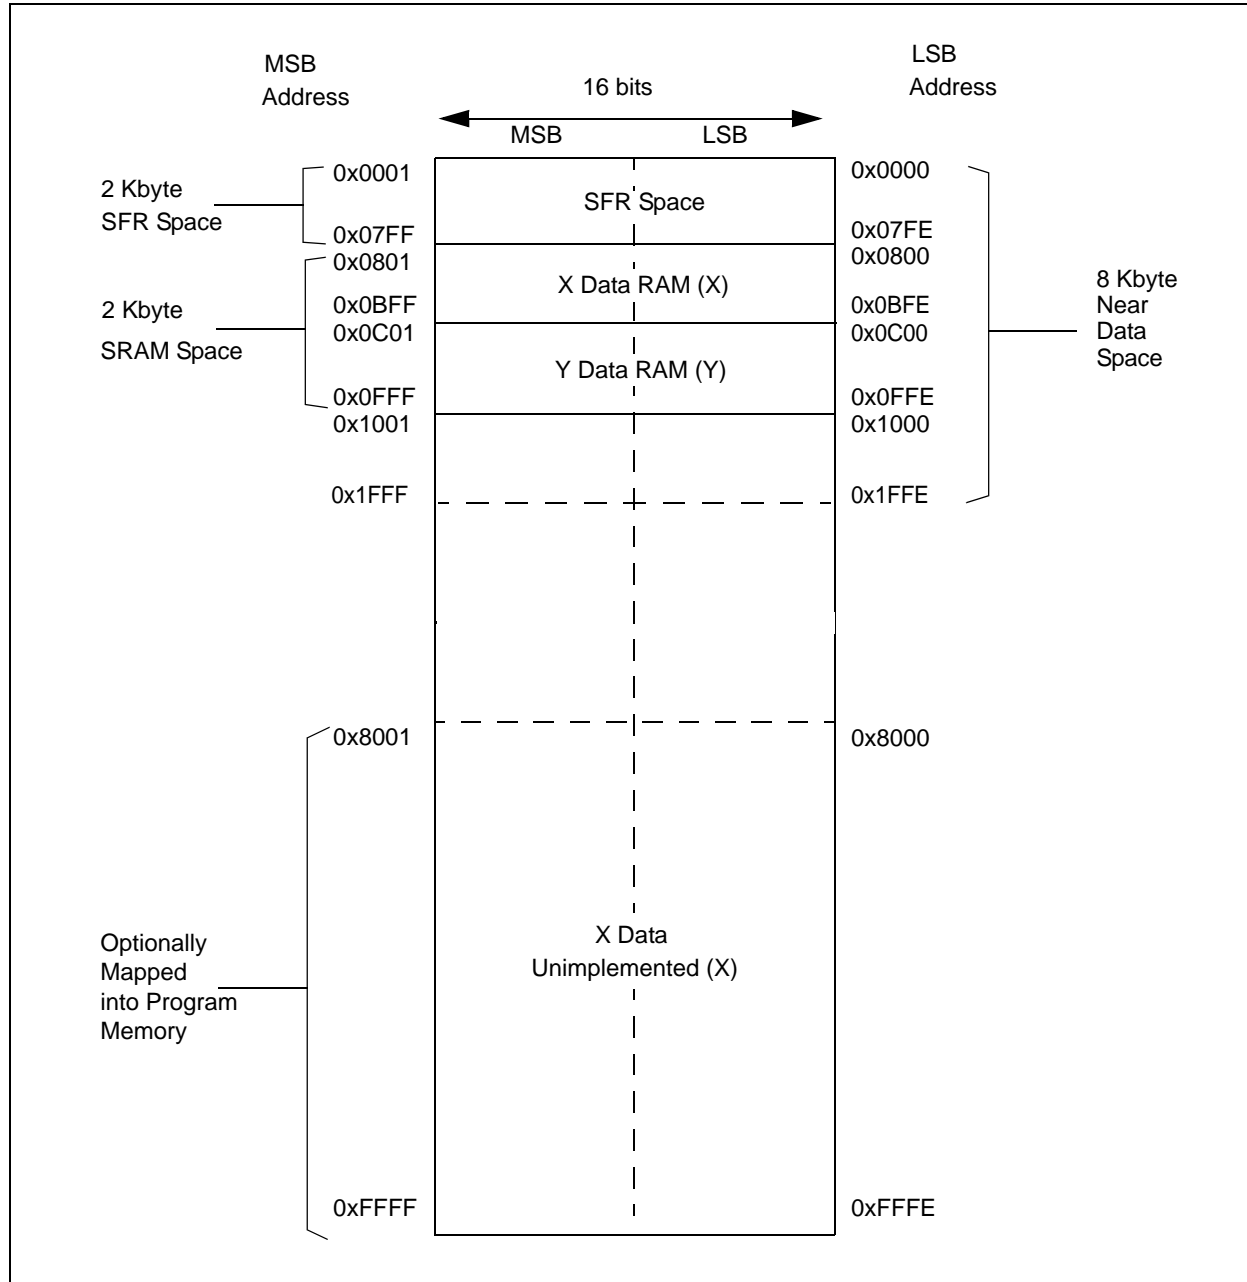 MSB
Address
16 bits
LSB
Address
MSB
LSB
2 Kbyte
SFR Space
0x0001
SFR Space
0x0000
0x07FF
0x07FE
2 Kbyte
SRAM Space
0x0801
X Data RAM (X)
0x0800
0x0BFF
0x0BFE
0x0C01
0x0C00
Y Data RAM (Y)
0x0FFF
0x0FFE
0x1001
0x1000
8 Kbyte
Near
Data
Space
0x1FFF
0x1FFE
0x8001
0x8000
Optionally
Mapped
into Program
Memory
X Data
Unimplemented (X)
0xFFFF
0xFFFE